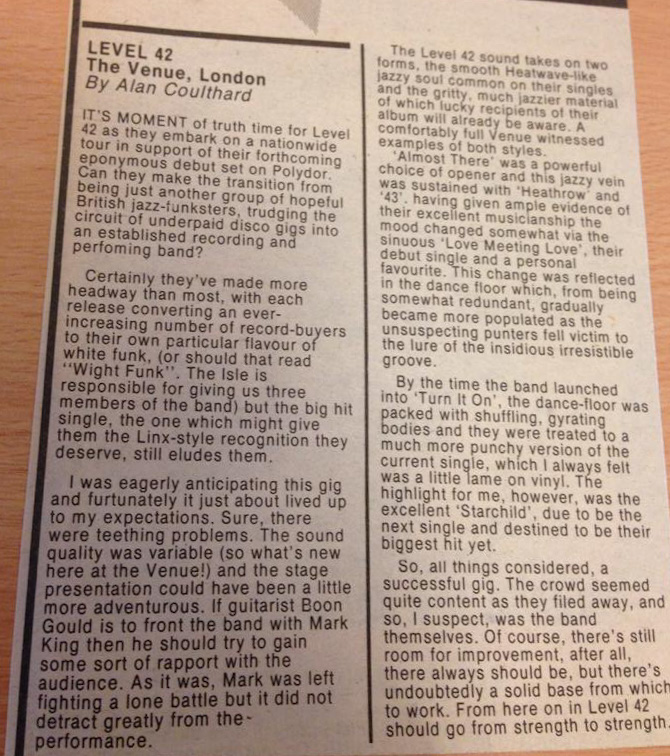 LEVEL 42
The Venue, London
By Alan Coulthard
IT'S MOMENT of truth time for Level
42 as they embark on a nationwide
tour in support of their forthcoming
eponymous debut set on Polydor.
Can they make the transition from
being just another group of hopeful
British jazz-funksters, trudging the
circuit of underpaid disco gigs into
an established recording and
perfoming band?
Certainly they've made more
headway than most, with each
release converting an ever-
increasing number of record-buyers
to their own particular flavour of
white funk, (or should that read
"Wight Funk". The Isle is
responsible for giving us three
members of the band) but the big hit
single, the one which might give
them the Linx-style recognition they
deserve, still eludes them.
I was eagerly anticipating this gig
and furtunately it just about lived up
to my expectations. Sure, there
were teething problems. The sound
quality was variable (so what's new
here at the Venue!) and the stage
presentation could have been a little
more adventurous. If guitarist Boon
Gould is to front the band with Mark
King then he should try to gain
some sort of rapport with the
audience. As it was, Mark was left
fighting a lone battle but it did not
detract greatly from the-
performance.
The Level 42 sound takes on two
forms, the smooth Heatwave-like
jazzy soul common on their singles
and the gritty, much jazzier material
of which lucky recipients of their
album will already be aware. A
comfortably full Venue witnessed
examples of both styles.
'Almost There' was a powerful
choice of opener and this jazzy vein
was sustained with 'Heathrow' and
'43'. having given ample evidence of
their excellent musicianship the
mood changed somewhat via the
sinuous 'Love Meeting Love', their
debut single and a personal
favourite. This change was reflected
in the dance floor which, from being
somewhat redundant, gradually
became more populated as the
unsuspecting punters fell victim to
the lure of the insidious irresistible
groove.
By the time the band launched
into 'Turn It On', the dance-floor was
packed with shuffling, gyrating
bodies and they were treated to a
much more punchy version of the
current single, which I always felt
was a little lame on vinyl. The
highlight for me, however, was the
excellent 'Starchild', due to be the
next single and destined to be their
biggest hit yet.
So, all things considered, a
successful gig. The crowd seemed
quite content as they filed away, and
so, I suspect, was the band
themselves. Of course, there's still
room for improvement, after all,
there always should be, but there's
undoubtedly a solid base from which
to work. From here on in Level 42
should go from strength to strength.